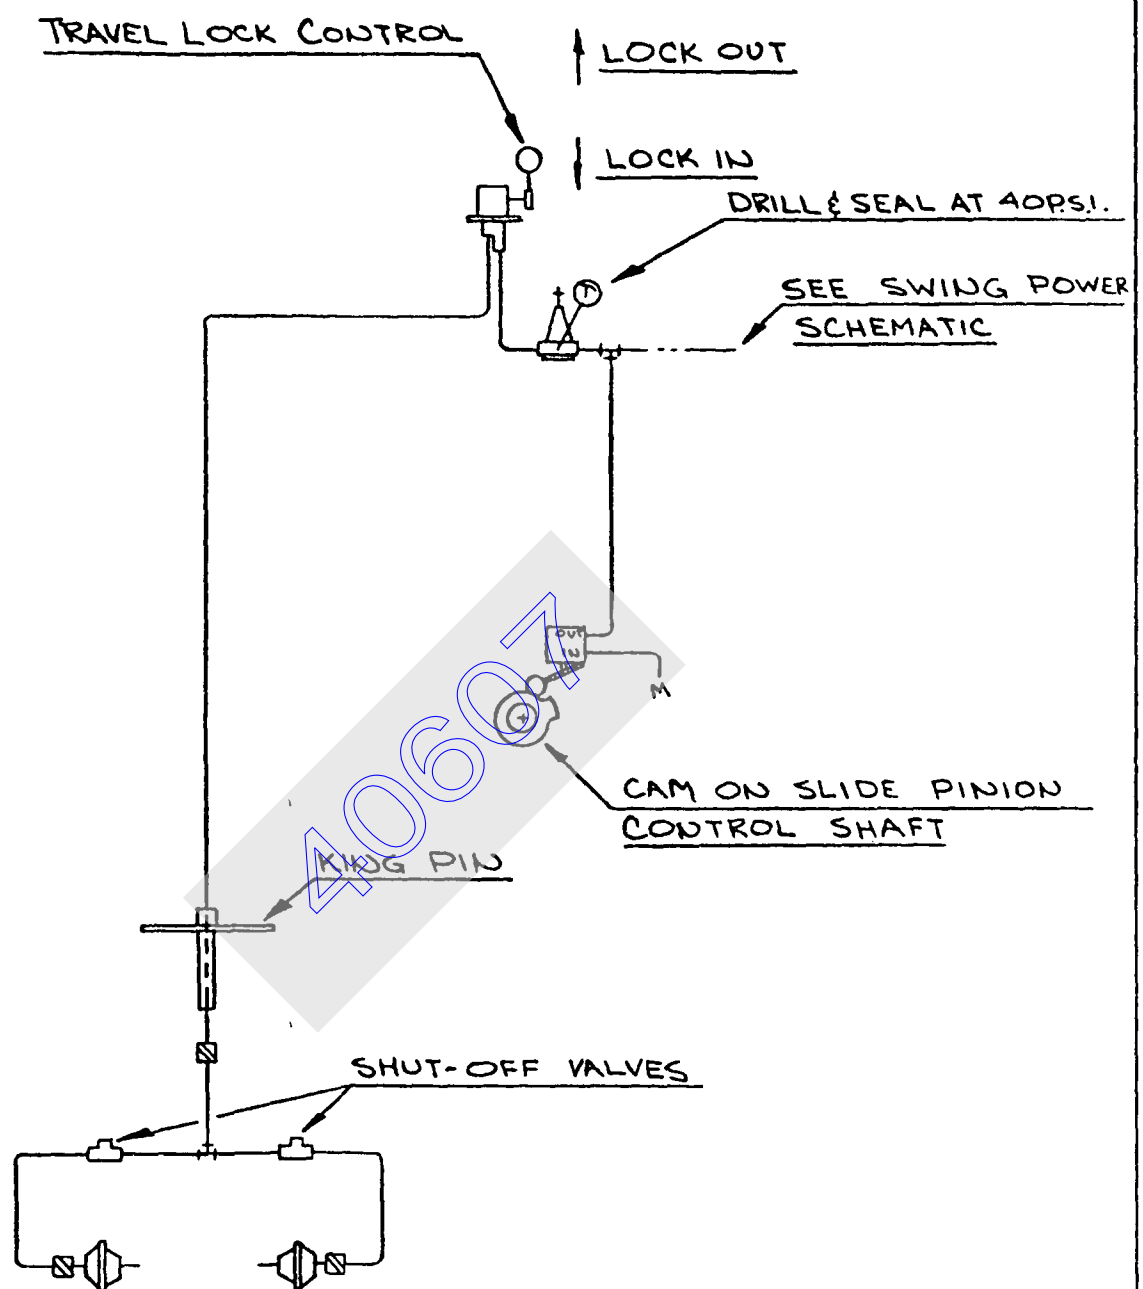 TRAVEL LOCK CONTROL
LOCK OUT
LOCK IN
DRILL & SEAL AT 40P.S.I.
SEE SWING POWER
SCHEMATIC
OUT
IN
M
406607
CAM ON SLIDE PINION
CONTROL SHAFT
KING PIN
SHUT-OFF VALVES